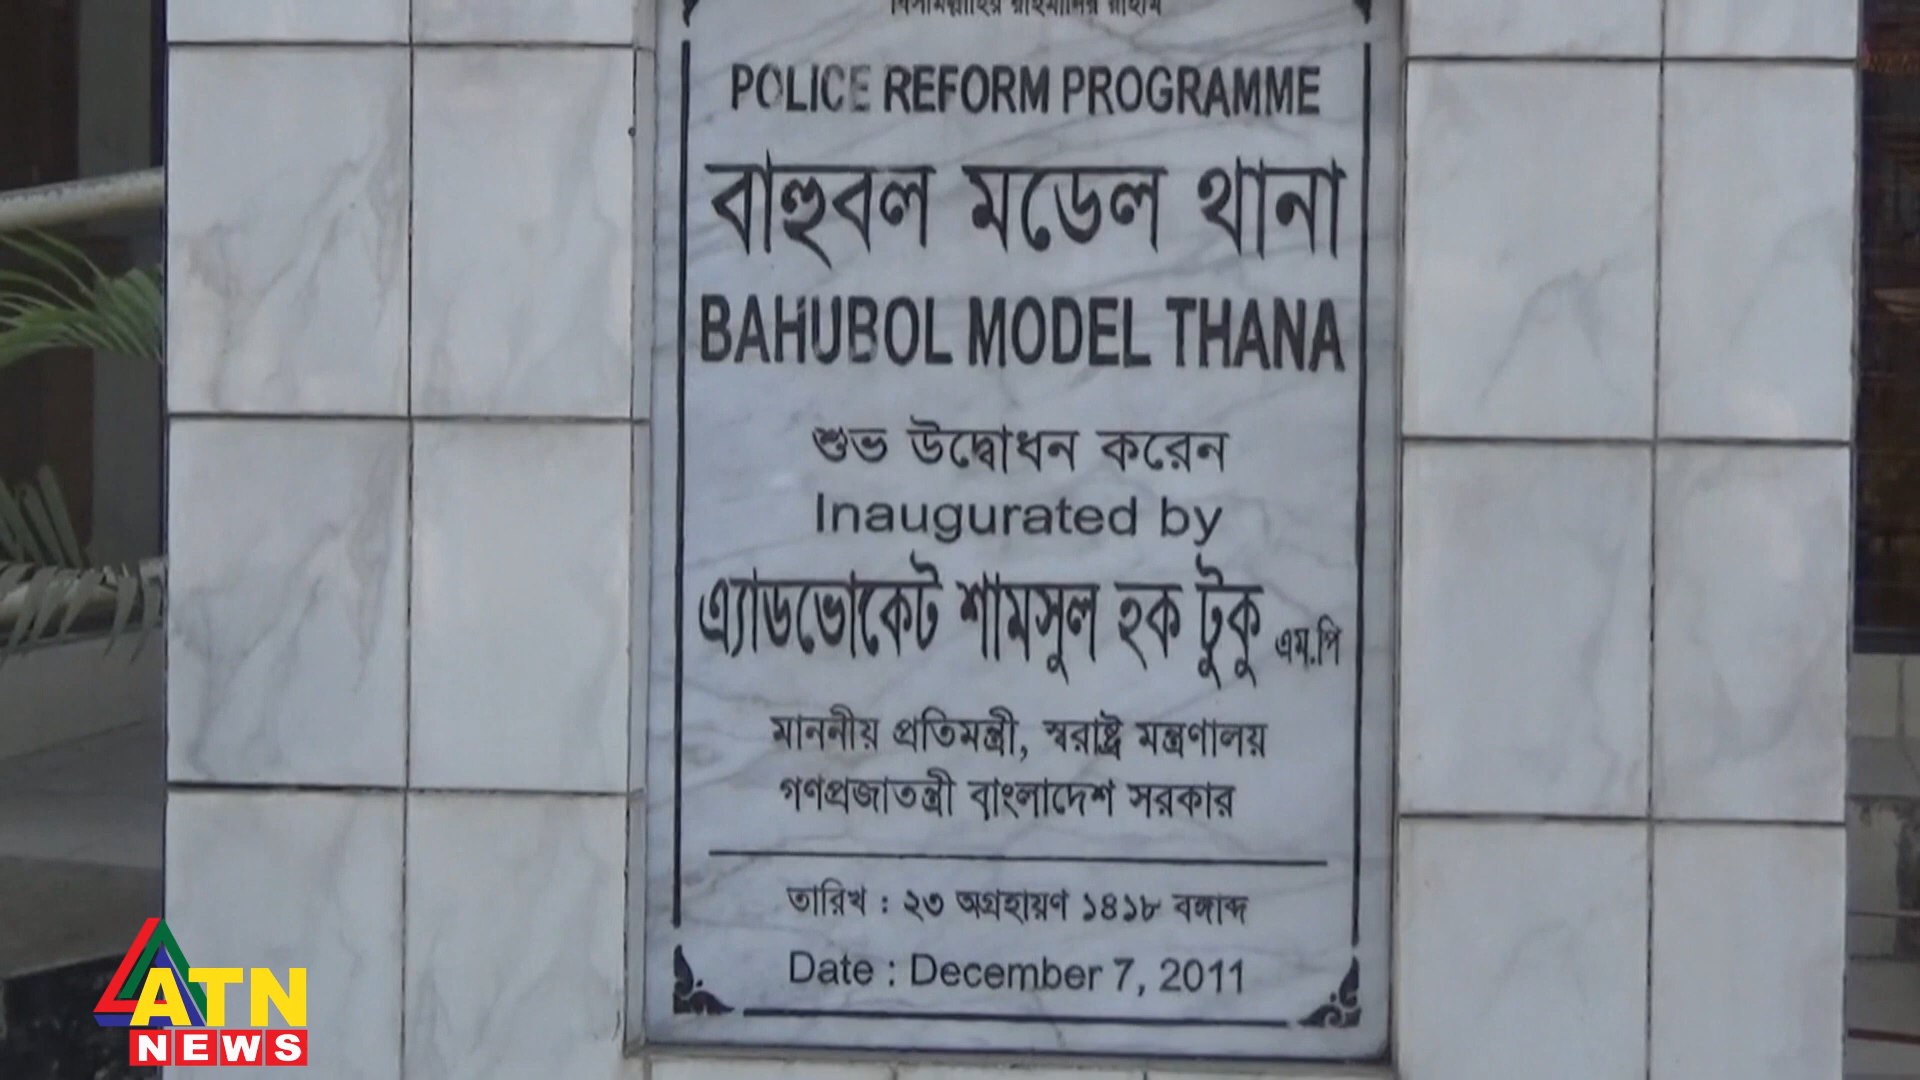 বিসমিল্লাহির রাহমানির রাহিম
POLICE REFORM PROGRAMME
বাহুবল মডেল থানা
BAHUBOL MODEL THANA
শুভ উদ্বোধন করেন
Inaugurated by
এ্যাডভোকেট শামসুল হক টুকু এম.পি
মাননীয় প্রতিমন্ত্রী, স্বরাষ্ট্র মন্ত্রণালয়
গণপ্রজাতন্ত্রী বাংলাদেশ সরকার
তারিখ : ২৩ অগ্রহায়ণ ১৪১৮ বঙ্গাব্দ
Date : December 7, 2011
ATN
NEWS